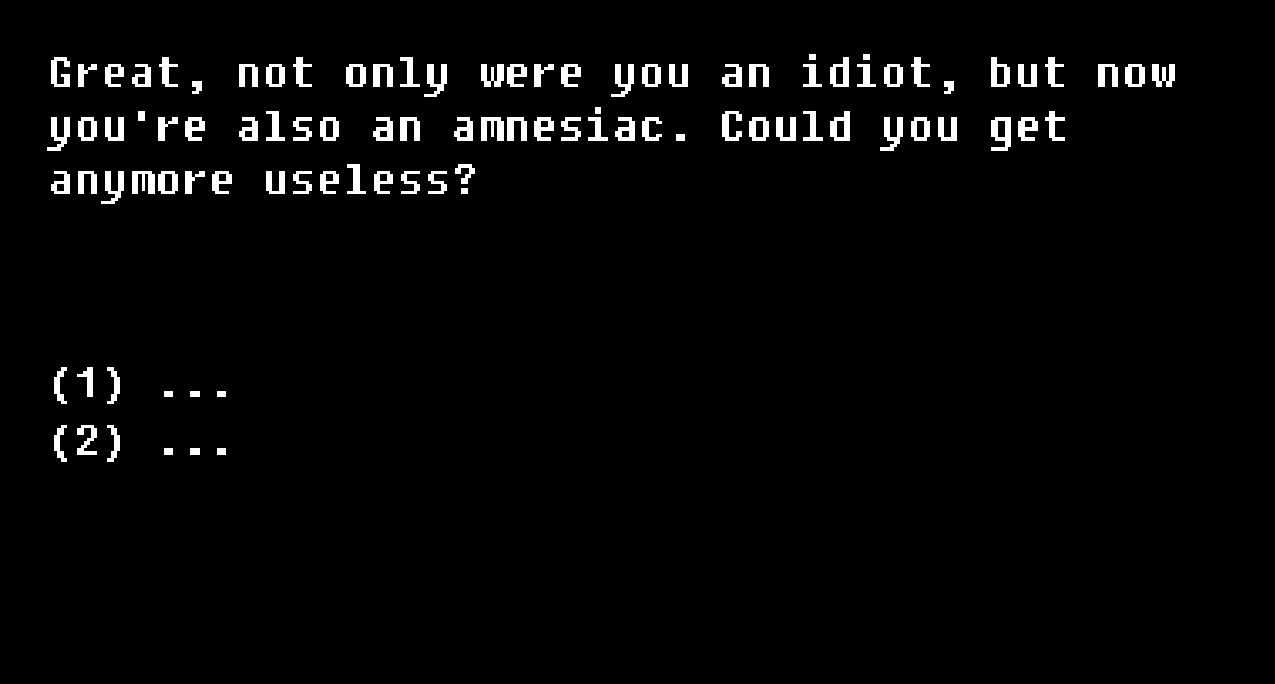 Great, not only were you an idiot, but now
you're also an amnesiac. Could you get
anymore useless?
(1) ...
(2) ...